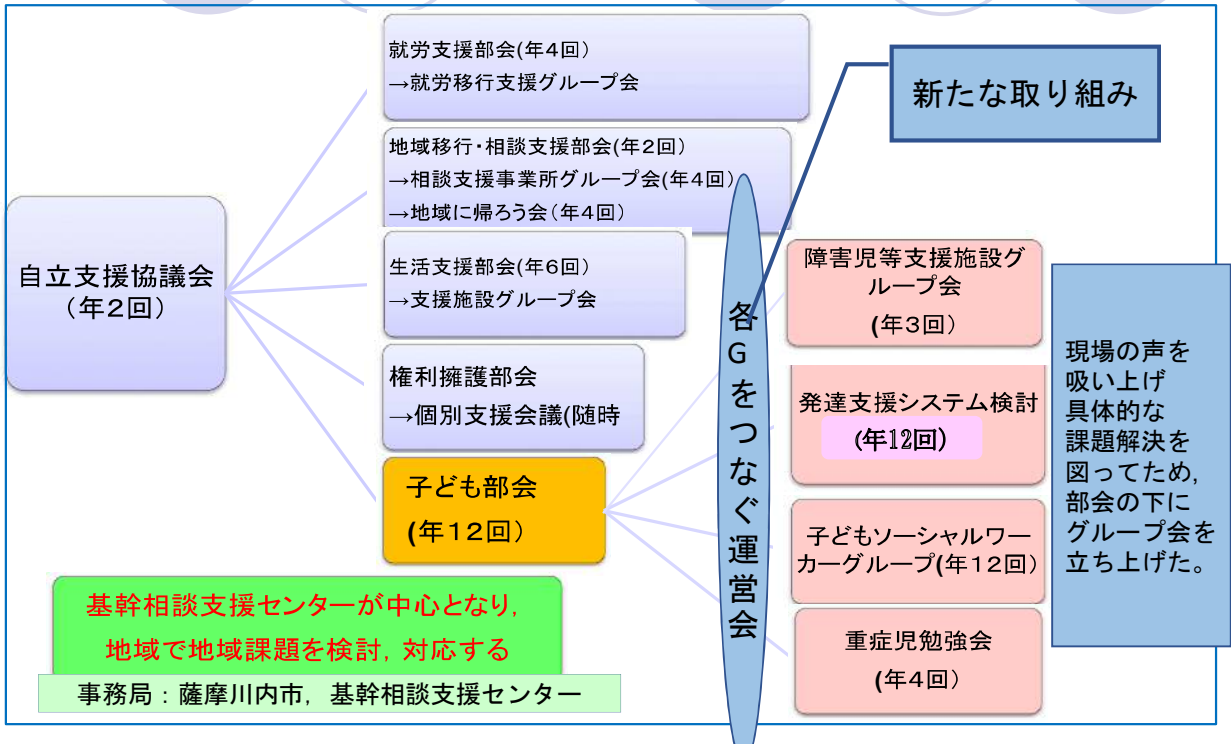 自立支援協議会
(年2回)
就労支援部会(年4回)
→就労移行支援グループ会
地域移行・相談支援部会(年2回)
→相談支援事業所グループ会(年4回)
→地域に帰ろう会(年4回)
生活支援部会(年6回)
→支援施設グループ会
権利擁護部会
→個別支援会議(随時
子ども部会
(年12回)
各Gをつなぐ運営会
新たな取り組み
障害児等支援施設グ
ループ会
(年3回)
発達支援システム検討
(年12回)
子どもソーシャルワー
カーグループ(年12回)
重症児勉強会
(年4回)
現場の声を
吸い上げ
具体的な
課題解決を
図ってため,
部会の下に
グループ会を
立ち上げた。
基幹相談支援センターが中心となり,
地域で地域課題を検討, 対応する
事務局:薩摩川内市, 基幹相談支援センター